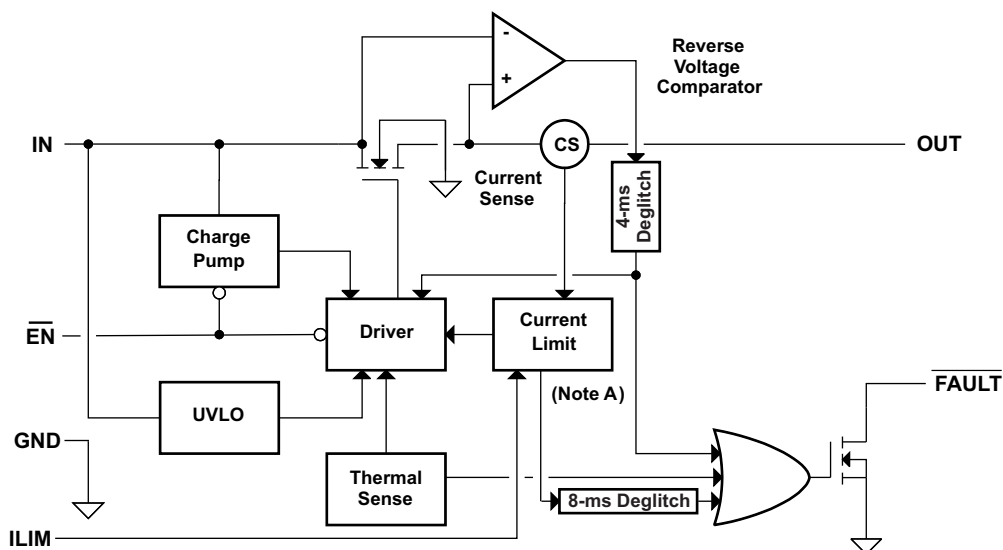 Reverse
Voltage
Comparator
-
+
IN
CS
OUT
Current
Sense
4-ms
Deglitch
Charge
Pump
EN
Driver
Current
Limit
(Note A)
FAULT
UVLO
GND
Thermal
Sense
8-ms Deglitch
ILIM